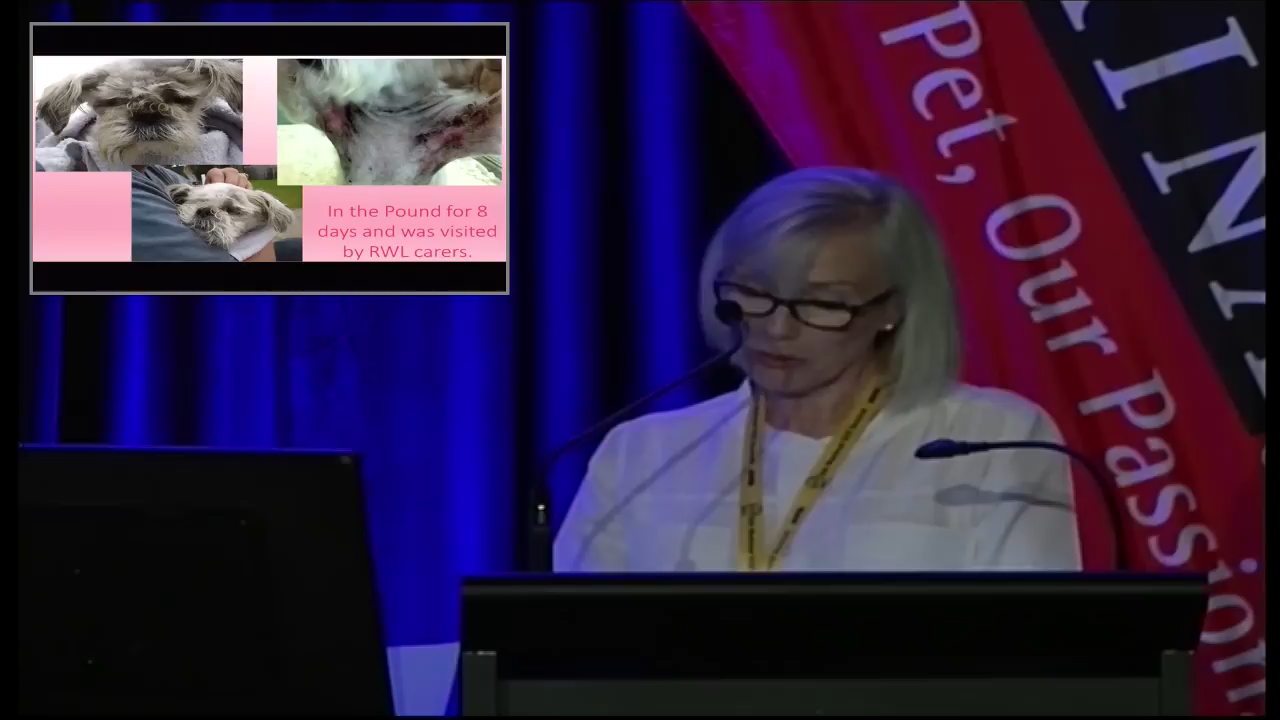 In the Pound for 8
days and was visited
by RWL carers.
Pet, Our Passion